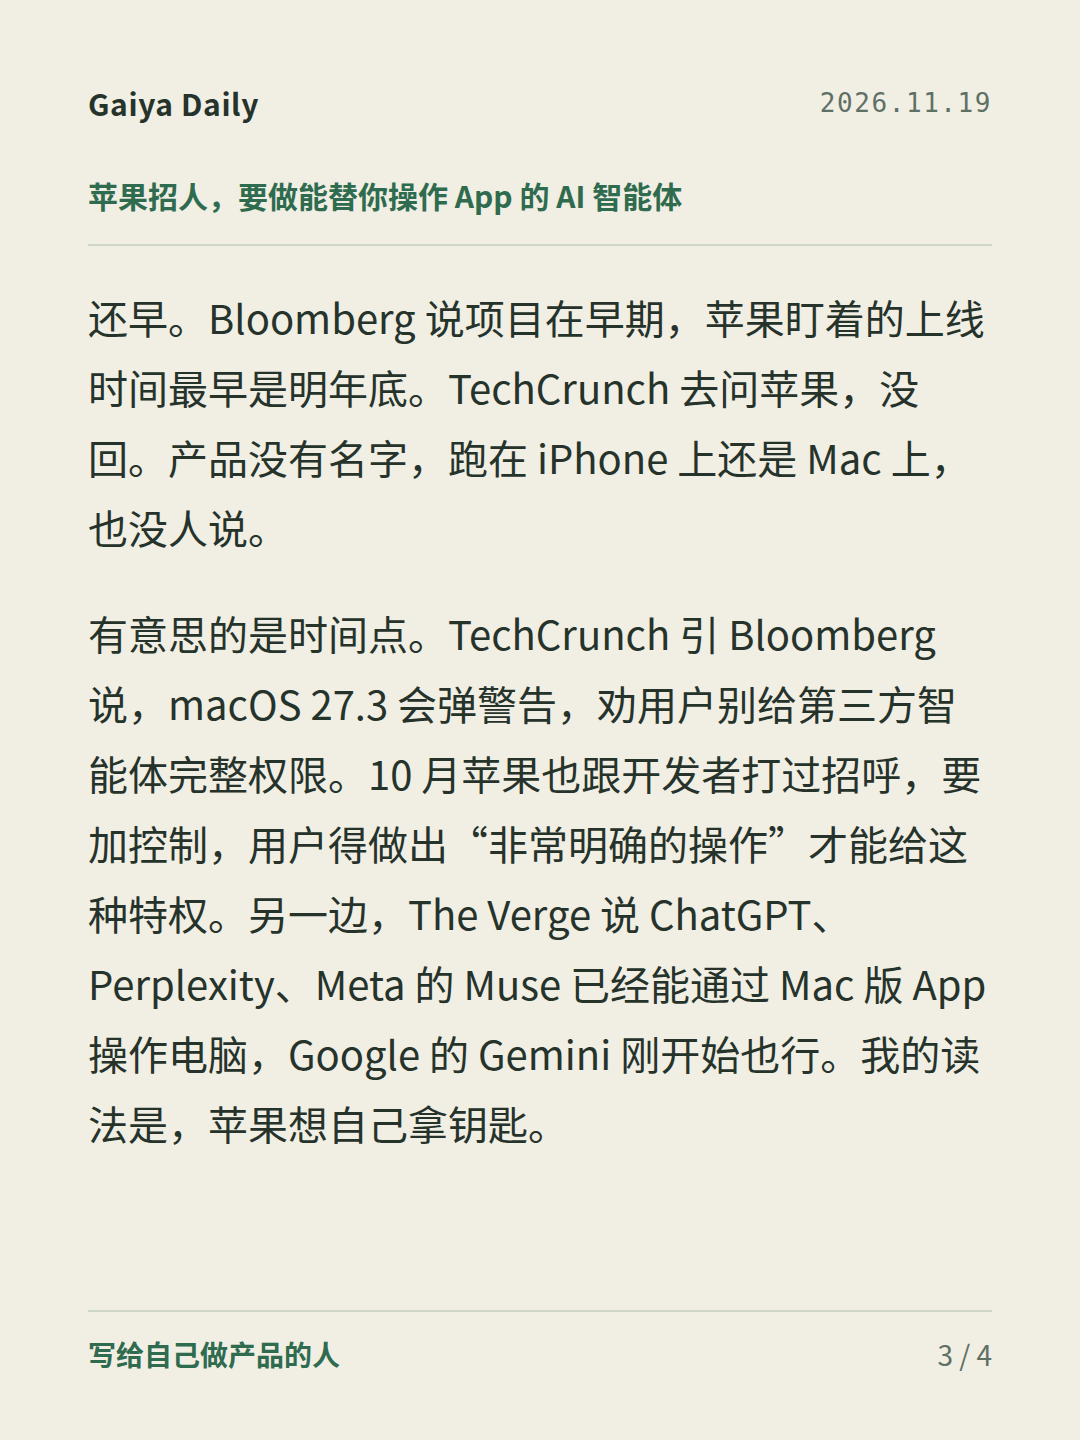 Gaiya Daily
2026.11.19
苹果招人，要做能替你操作 App 的 AI 智能体
还早。Bloomberg 说项目在早期，苹果盯着的上线
时间最早是明年底。TechCrunch 去问苹果，没
回。产品没有名字，跑在 iPhone 上还是 Mac 上，
也没人说。
有意思的是时间点。TechCrunch 引 Bloomberg
说，macOS 27.3 会弹警告，劝用户别给第三方智
能体完整权限。10 月苹果也跟开发者打过招呼，要
加控制，用户得做出“非常明确的操作”才能给这
种特权。另一边，The Verge 说 ChatGPT、
Perplexity、Meta 的 Muse 已经能通过 Mac 版 App
操作电脑，Google 的 Gemini 刚开始也行。我的读
法是，苹果想自己拿钥匙。
写给自己做产品的人
3 / 4